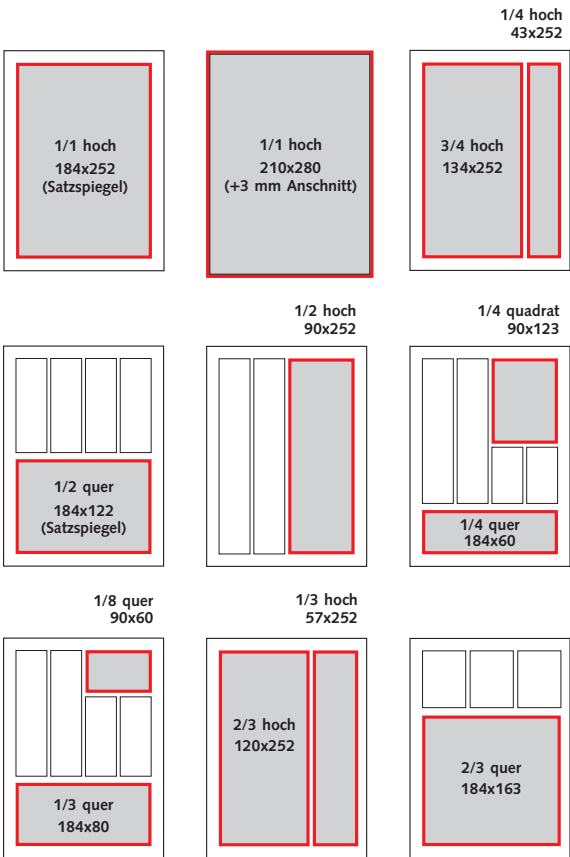 1/4 hoch
43x252
1/1 hoch
184x252
(Satzspiegel)
1/1 hoch
210x280
(+3 mm Anschnitt)
3/4 hoch
134x252
1/2 hoch
90x252
1/4 quadrat
90x123
1/2 quer
184x122
(Satzspiegel)
1/4 quer
184x60
1/8 quer
90x60
1/3 hoch
57x252
2/3 hoch
120x252
2/3 quer
184x163
1/3 quer
184x80